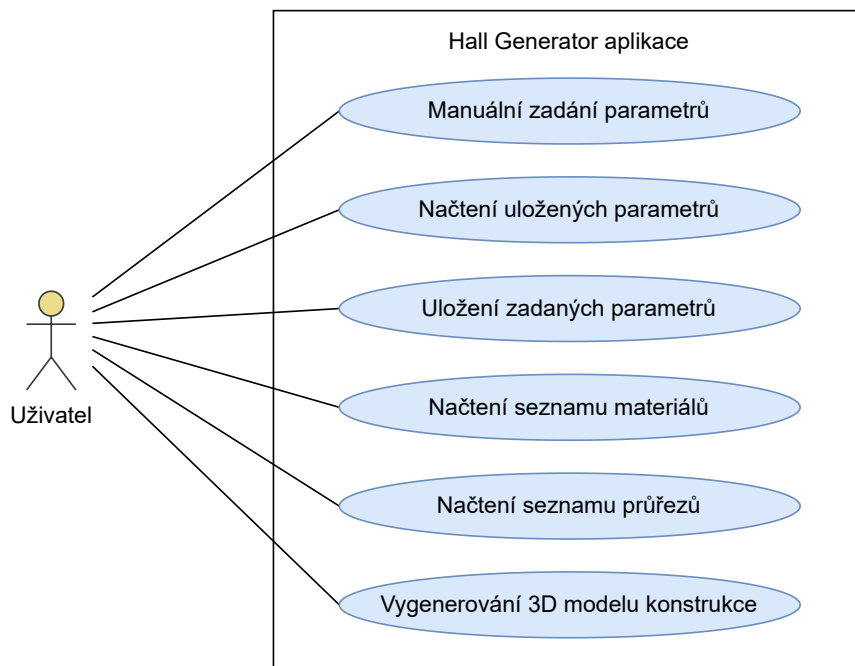 Hall Generator aplikace
Manuální zadání parametrů
Načtení uložených parametrů
Uložení zadaných parametrů
Načtení seznamu materiálů
Načtení seznamu průřezů
Vygenerování 3D modelu konstrukce
Uživatel